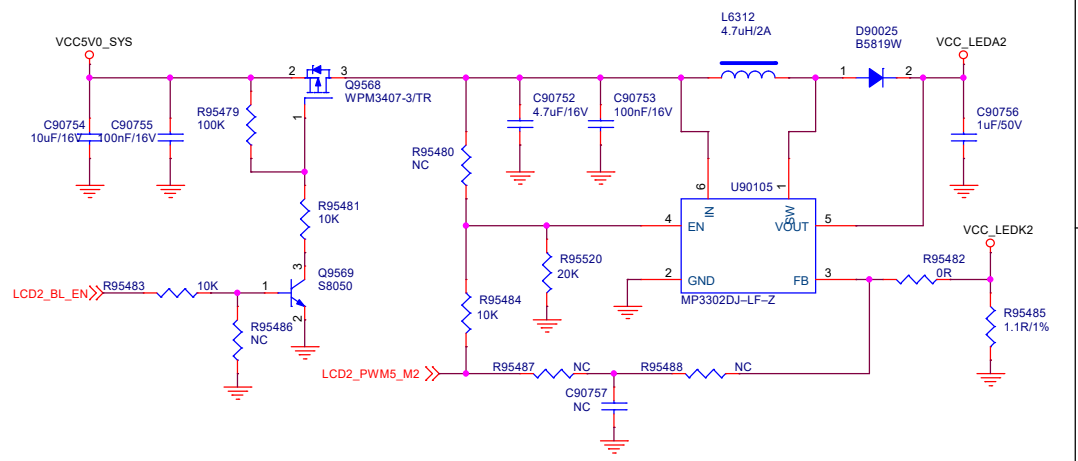 L6312
4.7uH/2A
VCC5V0_SYS
D90025
B5819W
VCC_LEDA2
2
3
1
2
Q9568
WPM3407-3/TR
C90754
10uF/16V
C90755
100nF/16V
R95479
100K
1
C90752
4.7uF/16V
C90753
100nF/16V
C90756
1uF/50V
R95480
NC
6
U90105
1
IN
SW
R95481
10K
4
EN
VOUT
5
VCC_LEDK2
R95520
20K
R95482
0R
3
Q9569
S8050
2
GND
FB
3
MP3302DJ-LF-Z
LCD2_BL_EN
R95483
10K
1
2
R95484
10K
R95485
1.1R/1%
R95486
NC
LCD2_PWM5_M2
R95487
NC
R95488
NC
C90757
NC